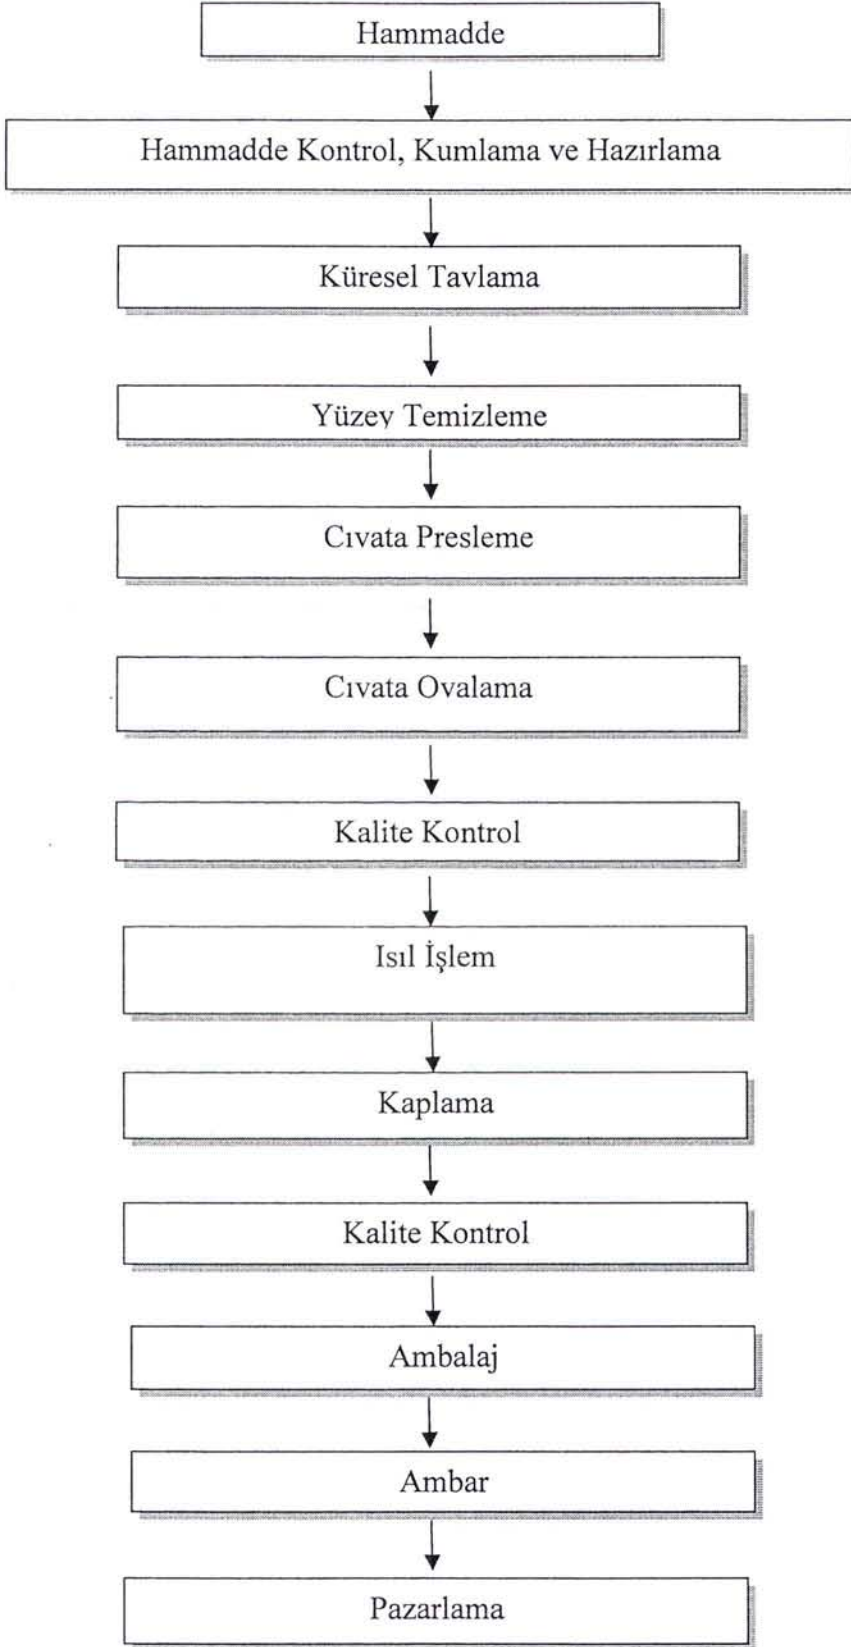 Hammadde
Hammadde Kontrol, Kumlama ve Hazırlama
Küresel Tavlama
Yüzey Temizleme
Cıvata Presleme
Cıvata Ovalama
Kalite Kontrol
Isıl İşlem
Kaplama
Kalite Kontrol
Ambalaj
Ambar
Pazarlama